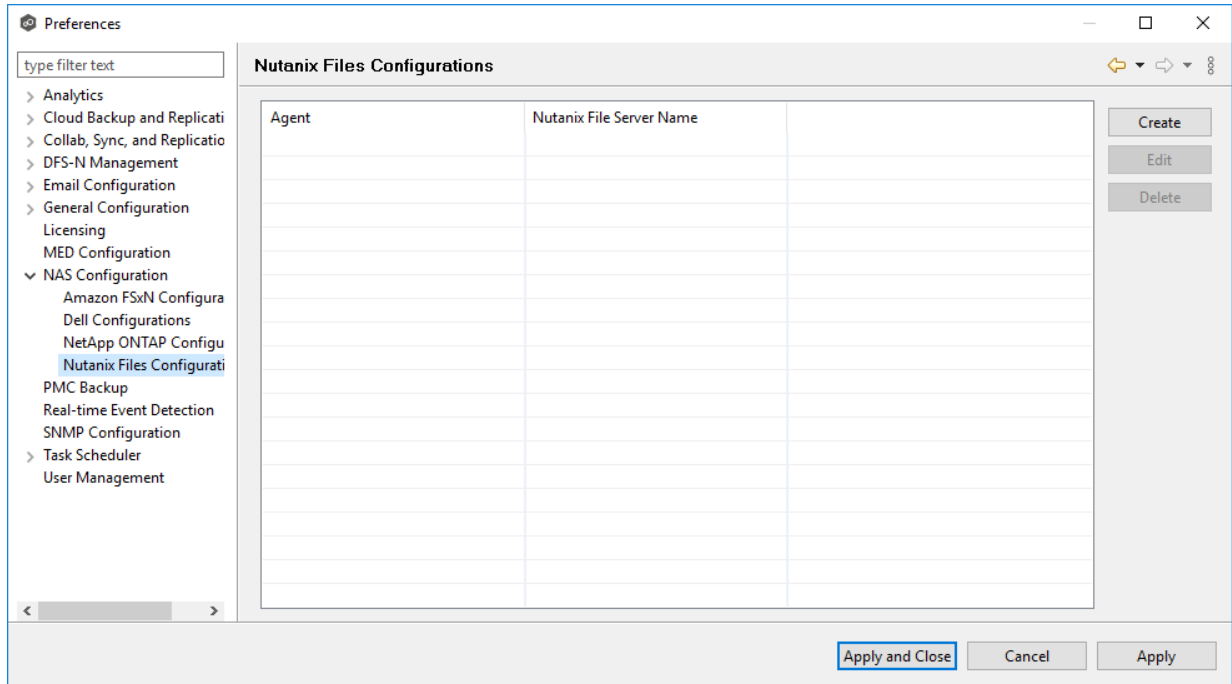 Preferences
type filter text
Analytics
Cloud Backup and Replicati
Collab, Sync, and Replicatio
DFS-N Management
Email Configuration
General Configuration
Licensing
MED Configuration
NAS Configuration
Amazon FSxN Configura
Dell Configurations
NetApp ONTAP Configu
Nutanix Files Configurati
PMC Backup
Real-time Event Detection
SNMP Configuration
Task Scheduler
User Management
Nutanix Files Configurations
Agent Nutanix File Server Name
Create
Edit
Delete
Apply and Close Cancel Apply